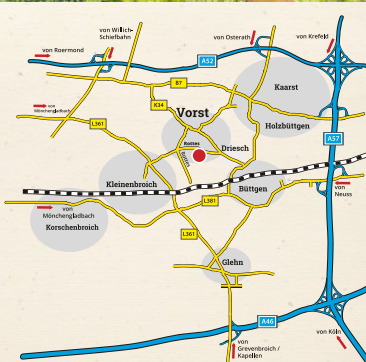 von Willich-
Schiefbahn
von Osterath
von Krefeld
von Roermond
A52
B7
Kaarst
K34
von
Mönchengladbach
Vorst
L361
Holzbüttgen
A57
Driesch
Kleinenbroich
Büttgen
von
Neuss
L381
von
Mönchengladbach
Korschenbroich
L361
Glehn
A46
von Köln
von
Grevenbroich /
Kapellen